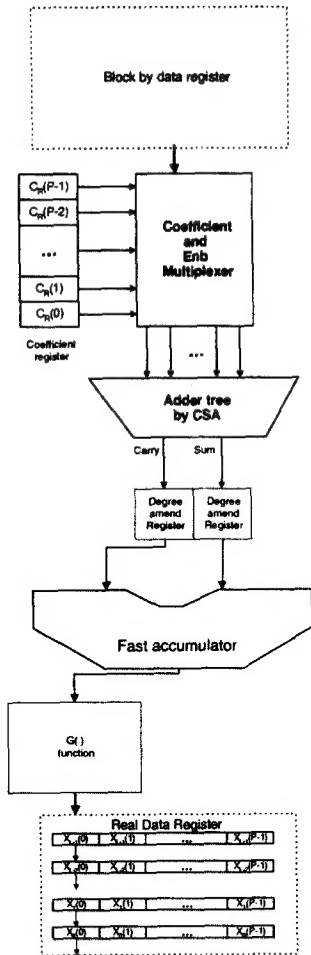 Block by data register
C_R(P-1)
C_R(P-2)
...
C_R(1)
C_R(0)
Coefficient
register
Coefficient
and
Enb
Multiplexer
...
Adder tree
by CSA
Carry
Sum
Degree
amend
Register
Degree
amend
Register
Fast accumulator
G( )
function
Real Data Register
...
...
...
...